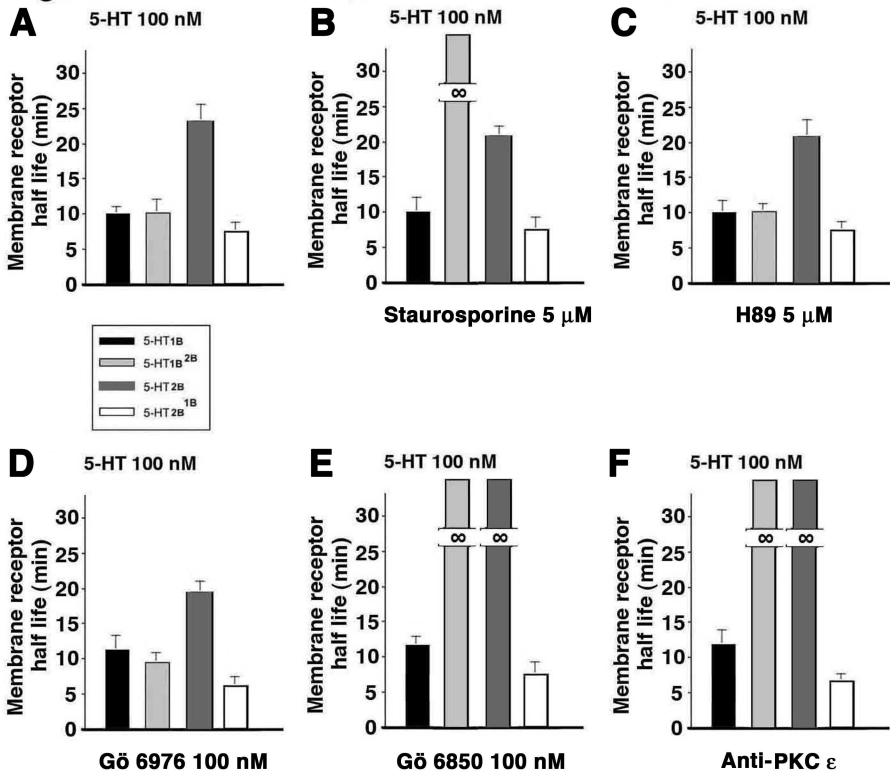 A
5-HT 100 nM
Membrane receptor
half life (min)
30
25
20
15
10
5
0
B
5-HT 100 nM
Membrane receptor
half life (min)
30
25
20
15
10
5
0
∞
Staurosporine 5 μM
C
5-HT 100 nM
Membrane receptor
half life (min)
30
25
20
15
10
5
0
H89 5 μM
5-HT1B
5-HT1B 2B
5-HT2B
5-HT2B 1B
D
5-HT 100 nM
Membrane receptor
half life (min)
30
25
20
15
10
5
0
Gö 6976 100 nM
E
5-HT 100 nM
Membrane receptor
half life (min)
30
25
20
15
10
5
0
∞ ∞
Gö 6850 100 nM
F
5-HT 100 nM
Membrane receptor
half life (min)
30
25
20
15
10
5
0
∞ ∞
Anti-PKC ε